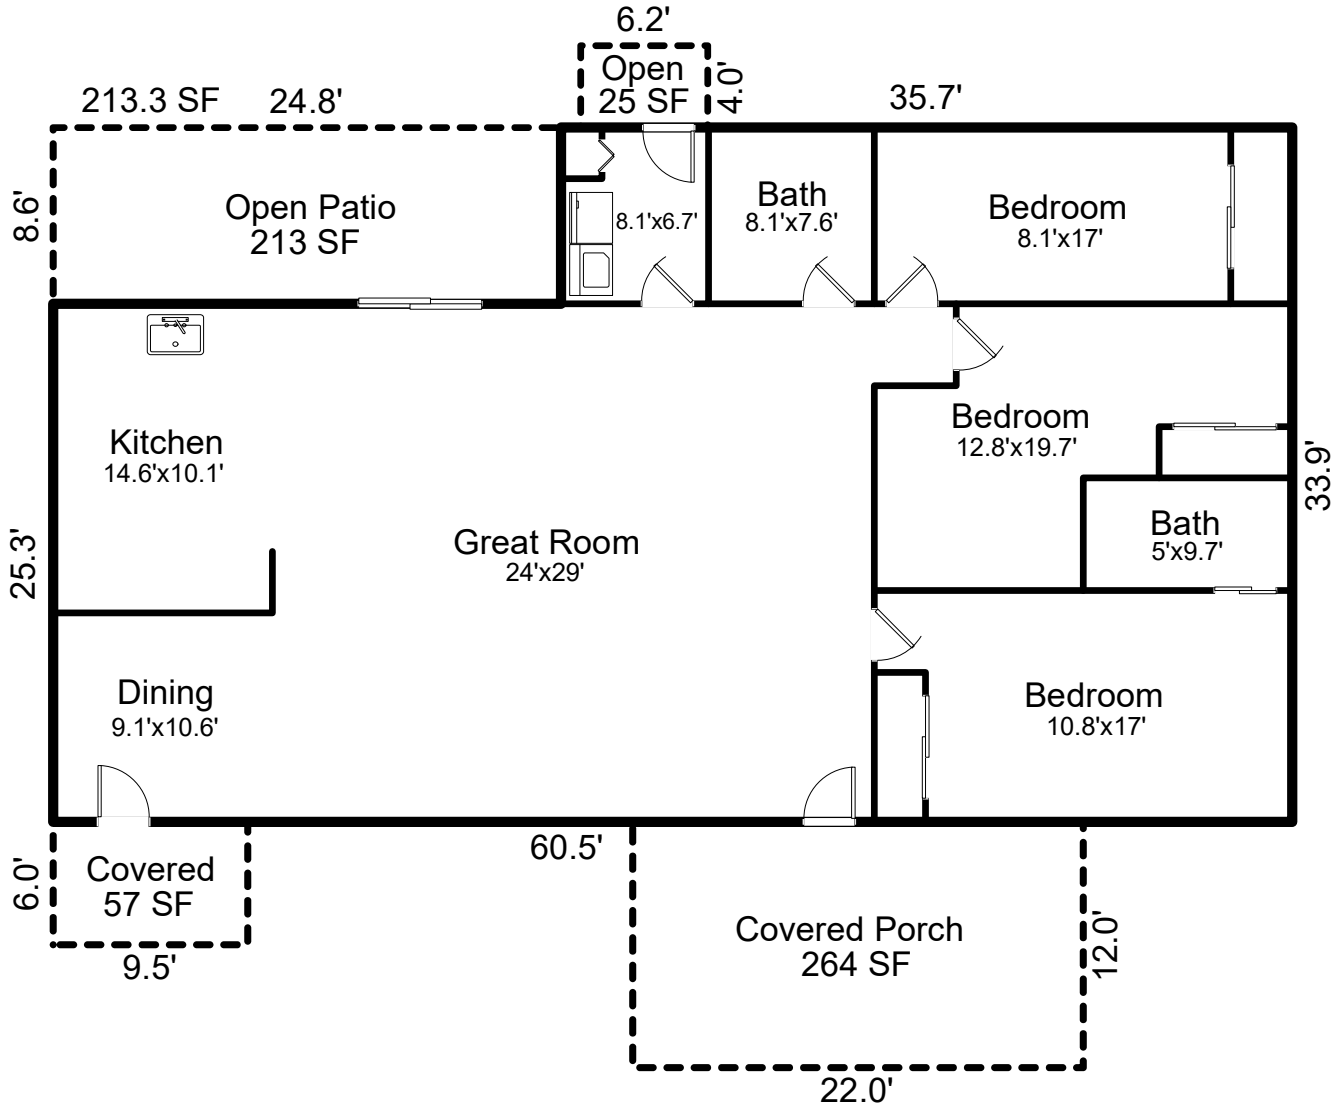 6.2'
Open
25 SF
4.0'
213.3 SF
24.8'
35.7'
8.6'
Open Patio
213 SF
8.1'x6.7'
Bath
8.1'x7.6'
Bedroom
8.1'x17'
Kitchen
14.6'x10.1'
Bedroom
12.8'x19.7'
33.9'
25.3'
Great Room
24'x29'
Bath
5'x9.7'
Dining
9.1'x10.6'
Bedroom
10.8'x17'
60.5'
6.0'
Covered
57 SF
9.5'
Covered Porch
264 SF
12.0'
22.0'